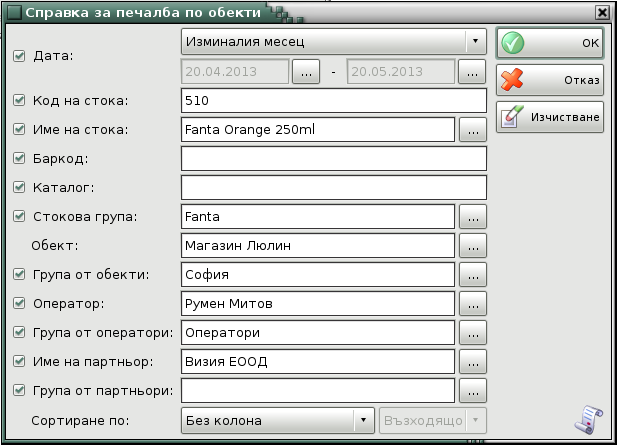 Справка за печалба по обекти
Изминалия месец
Дата:
20.04.2013 ... - 20.05.2013 ...
Код на стока: 510
Име на стока: Fanta Orange 250ml ...
Баркод:
Каталог:
Стокова група: Fanta ...
Обект: Магазин Люлин ...
Група от обекти: София ...
Оператор: Румен Митов ...
Група от оператори: Оператори ...
Име на партньор: Визия ЕООД ...
Група от партньори: ...
Сортиране по: Без колона Възходящо
OK
Отказ
Изчистване